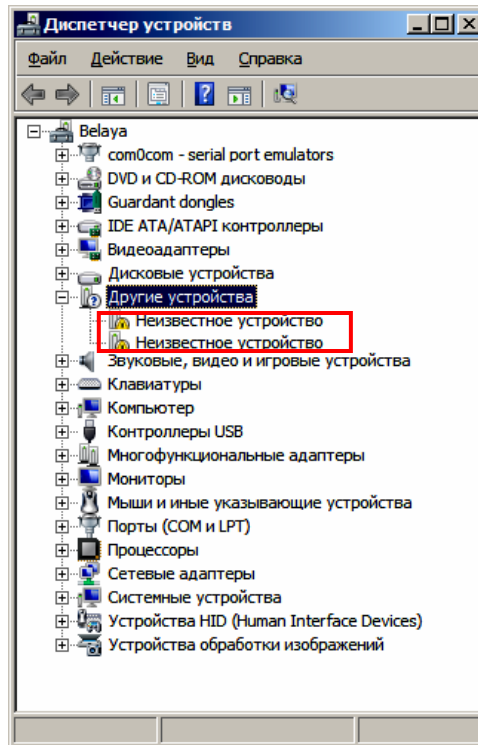 Диспетчер устройств
Файл Действие Вид Справка
Belaya
com0com - serial port emulators
DVD и CD-ROM дисководы
Guardant dongles
IDE ATA/ATAPI контроллеры
Видеоадаптеры
Дисковые устройства
Другие устройства
Неизвестное устройство
Неизвестное устройство
Звуковые, видео и игровые устройства
Клавиатуры
Компьютер
Контроллеры USB
Многофункциональные адаптеры
Мониторы
Мыши и иные указывающие устройства
Порты (COM и LPT)
Процессоры
Сетевые адаптеры
Системные устройства
Устройства HID (Human Interface Devices)
Устройства обработки изображений